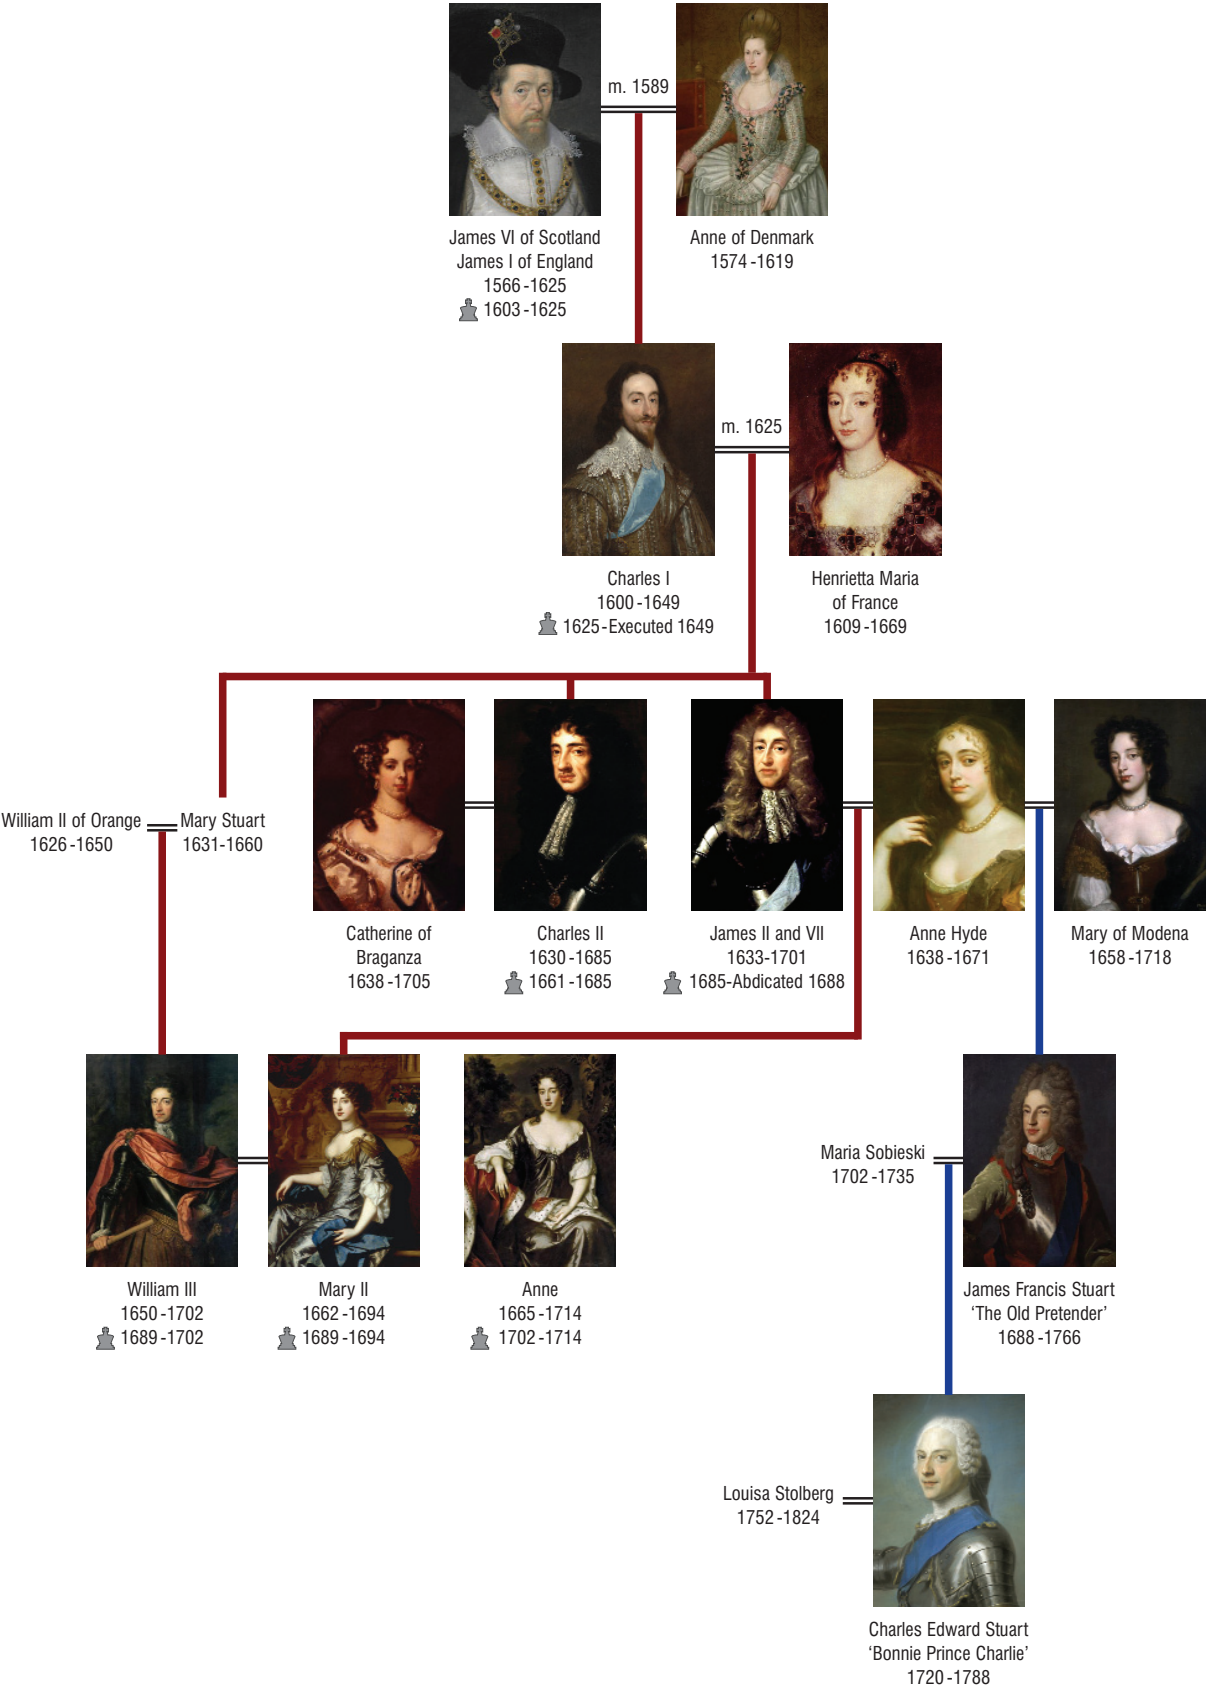 m. 1589
James VI of Scotland
James I of England
1566-1625
1603-1625
Anne of Denmark
1574-1619
m. 1625
Charles I
1600-1649
1625-Executed 1649
Henrietta Maria
of France
1609-1669
William II of Orange
1626-1650
Mary Stuart
1631-1660
Catherine of
Braganza
1638-1705
Charles II
1630-1685
1661-1685
James II and VII
1633-1701
1685-Abdicated 1688
Anne Hyde
1638-1671
Mary of Modena
1658-1718
William III
1650-1702
1689-1702
Mary II
1662-1694
1689-1694
Anne
1665-1714
1702-1714
Maria Sobieski
1702-1735
James Francis Stuart
‘The Old Pretender’
1688-1766
Louisa Stolberg
1752-1824
Charles Edward Stuart
‘Bonnie Prince Charlie’
1720-1788